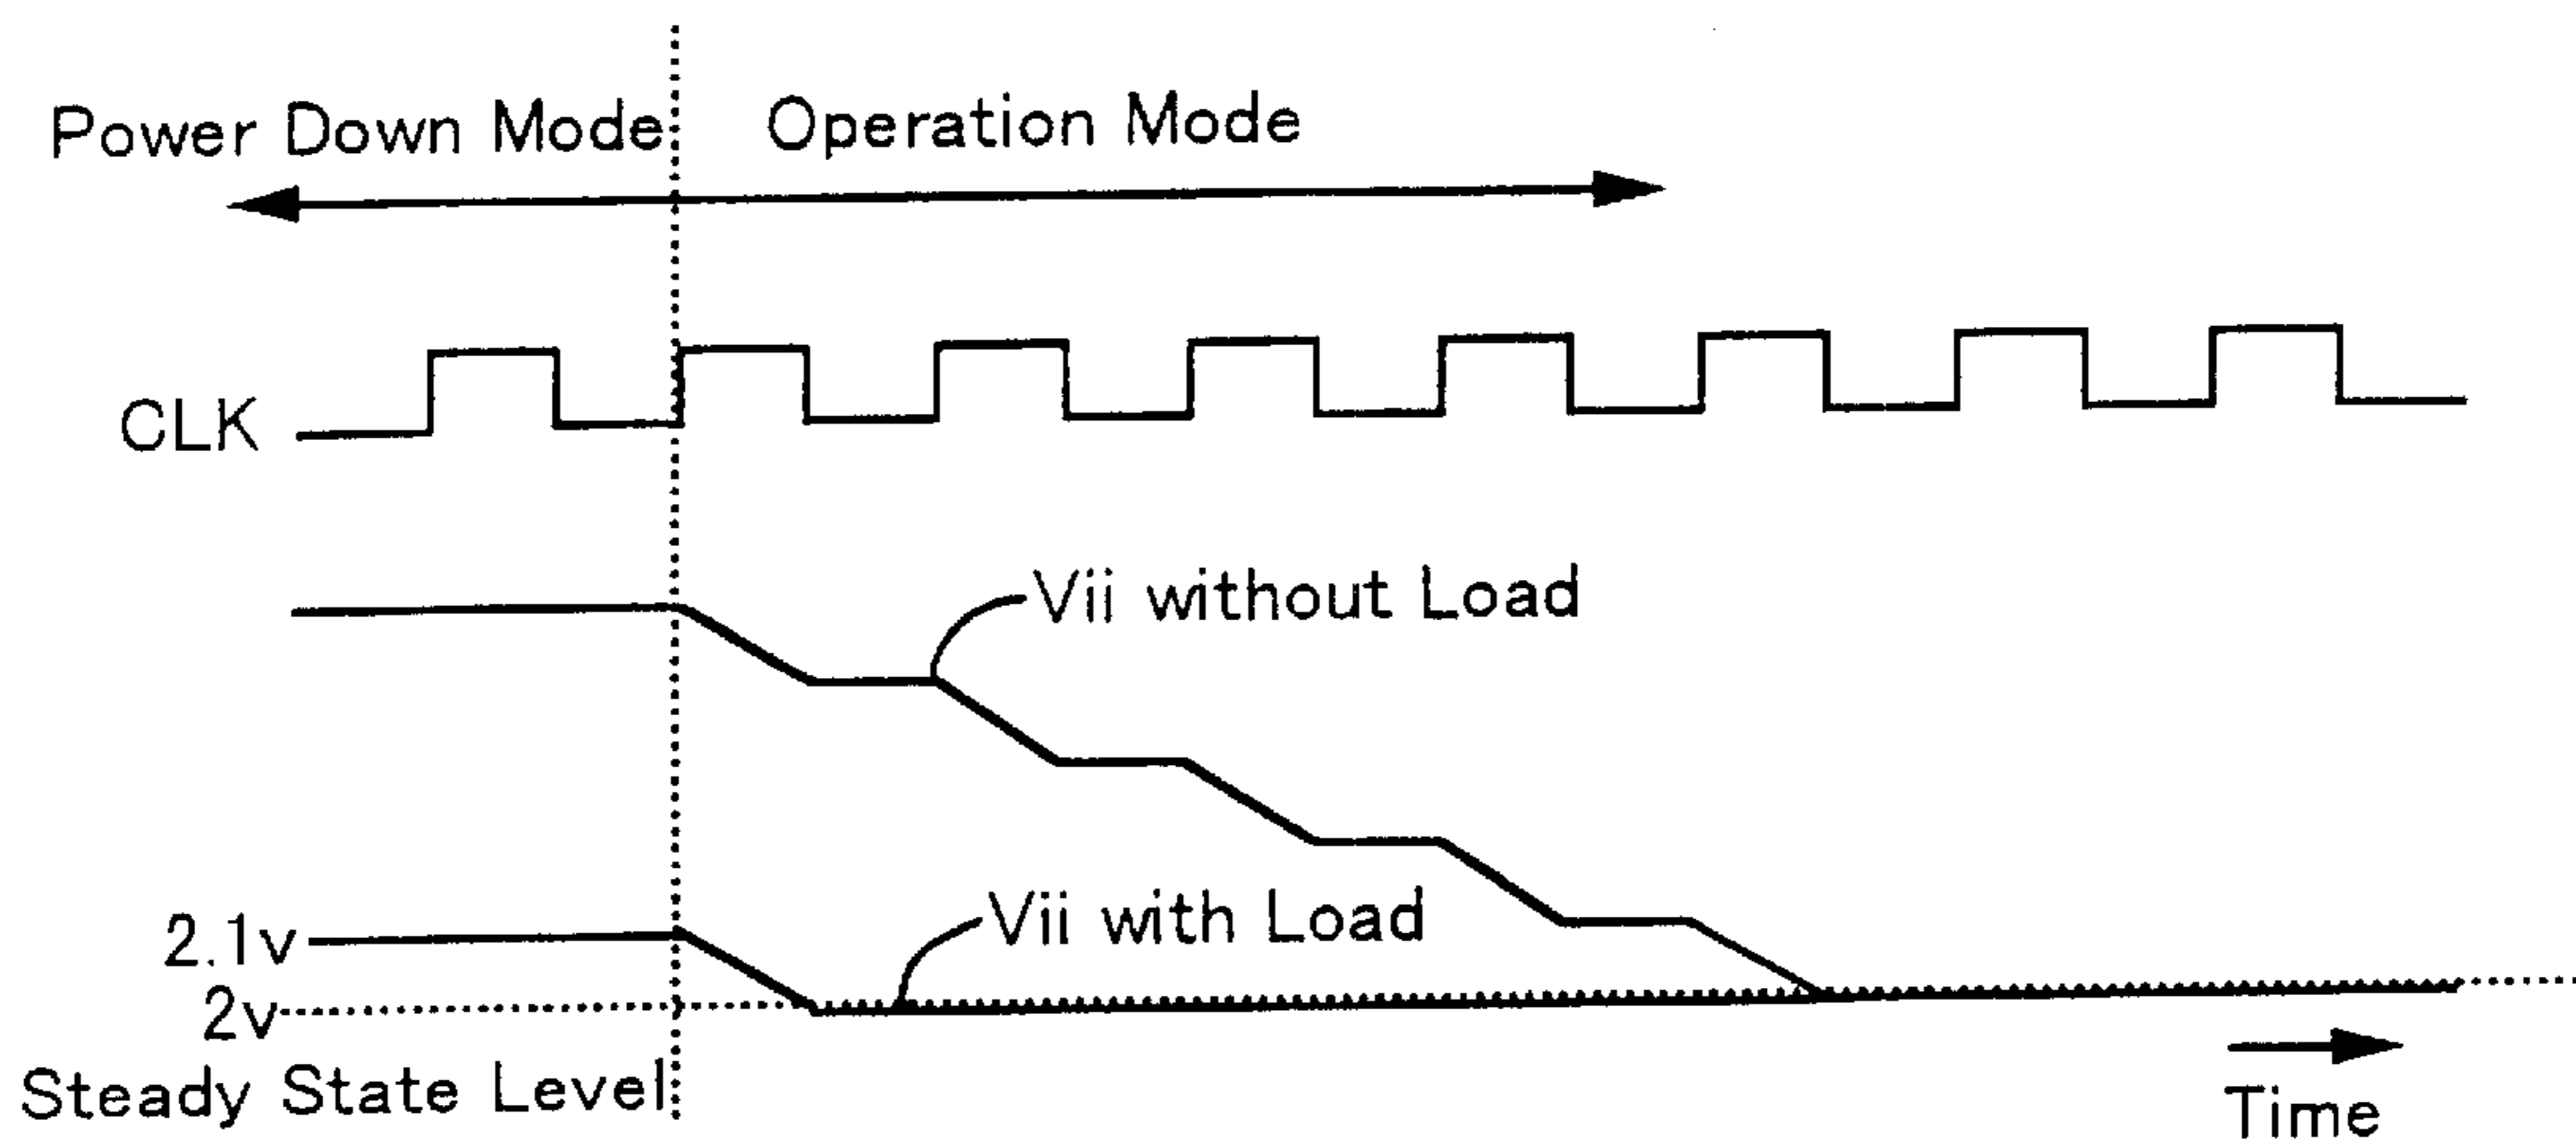 Power Down Mode
Operation Mode
CLK
Vii without Load
2.1v
Vii with Load
2v
Steady State Level
Time